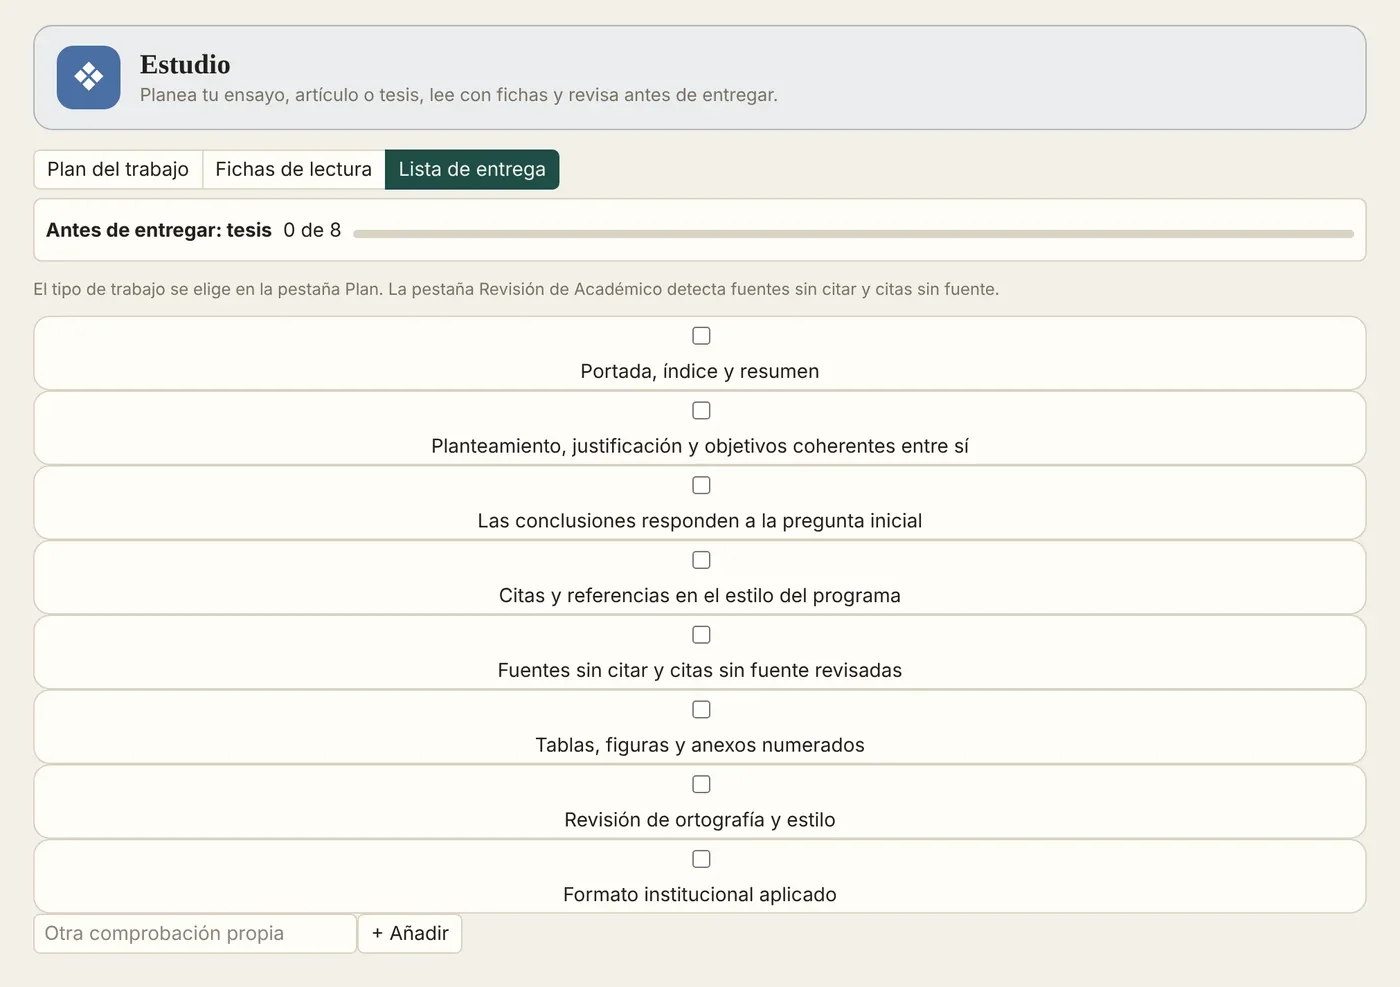 Estudio
Planea tu ensayo, artículo o tesis, lee con fichas y revisa antes de entregar.
Plan del trabajo Fichas de lectura Lista de entrega
Antes de entregar: tesis 0 de 8
El tipo de trabajo se elige en la pestaña Plan. La pestaña Revisión de Académico detecta fuentes sin citar y citas sin fuente.
Portada, índice y resumen
Planteamiento, justificación y objetivos coherentes entre sí
Las conclusiones responden a la pregunta inicial
Citas y referencias en el estilo del programa
Fuentes sin citar y citas sin fuente revisadas
Tablas, figuras y anexos numerados
Revisión de ortografía y estilo
Formato institucional aplicado
Otra comprobación propia + Añadir